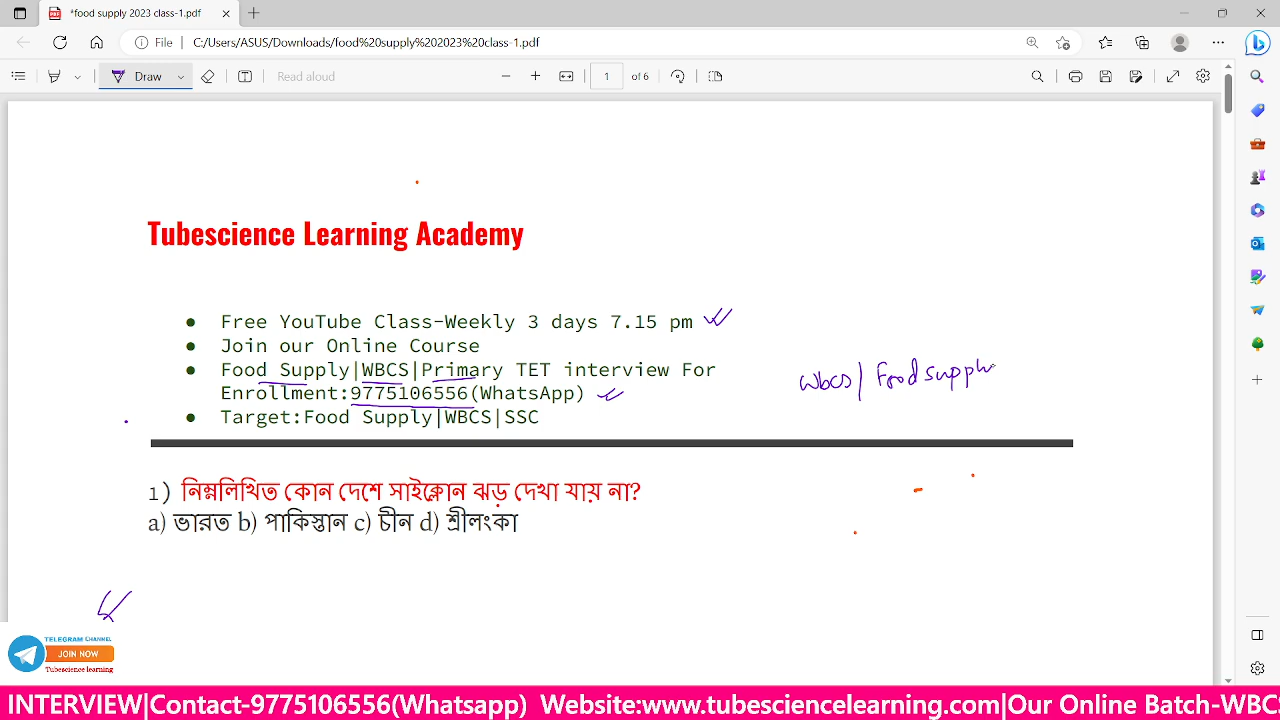 *food supply 2023 class-1.pdf
File
C:/Users/ASUS/Downloads/food%20supply%202023%20class-1.pdf
Draw
Read aloud
1
of 6
Tubescience Learning Academy
● Free YouTube Class-Weekly 3 days 7.15 pm
● Join our Online Course
● Food Supply|WBCS|Primary TET interview For
Enrollment:9775106556(WhatsApp)
Wbcs| Food supply
● Target:Food Supply|WBCS|SSC
1) নিম্নলিখিত কোন দেশে সাইক্লোন ঝড় দেখা যায় না?
a) ভারত b) পাকিস্তান c) চীন d) শ্রীলংকা
TELEGRAM CHANNEL
JOIN NOW
Tubescience learning
INTERVIEW|Contact-9775106556(Whatsapp) Website:www.tubesciencelearning.com|Our Online Batch-WBC